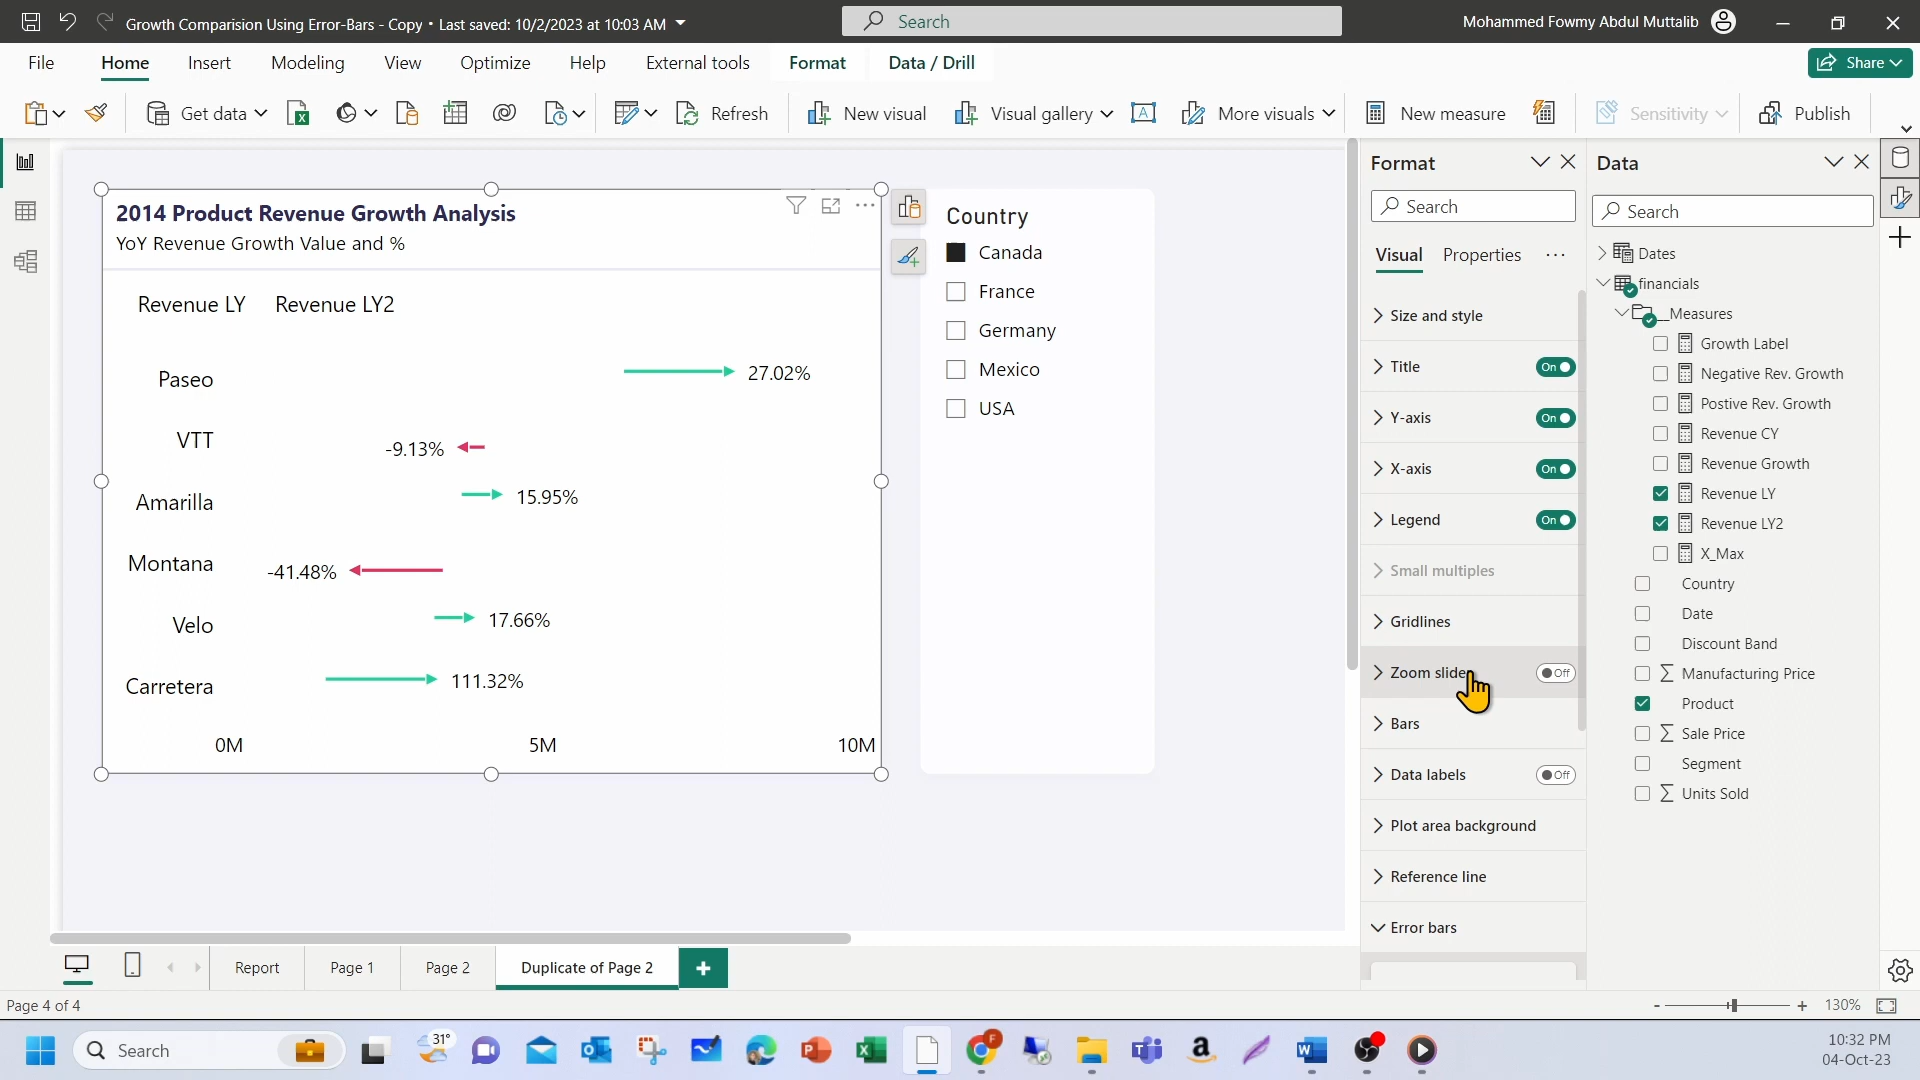 Growth Comparision Using Error-Bars - Copy • Last saved: 10/2/2023 at 10:03 AM
Search
Mohammed Fowmy Abdul Muttalib
File
Home
Insert
Modeling
View
Optimize
Help
External tools
Format
Data / Drill
Share
Get data
Refresh
New visual
Visual gallery
More visuals
New measure
Sensitivity
Publish
2014 Product Revenue Growth Analysis
YoY Revenue Growth Value and %
Revenue LY Revenue LY2
Paseo 27.02%
VTT -9.13%
Amarilla 15.95%
Montana -41.48%
Velo 17.66%
Carretera 111.32%
0M 5M 10M
Country
Canada
France
Germany
Mexico
USA
Format
Search
Visual Properties
Size and style
Title On
Y-axis On
X-axis On
Legend On
Small multiples
Gridlines
Zoom slider Off
Bars
Data labels Off
Plot area background
Reference line
Error bars
Data
Search
Dates
financials
_Measures
Growth Label
Negative Rev. Growth
Postive Rev. Growth
Revenue CY
Revenue Growth
Revenue LY
Revenue LY2
X_Max
Country
Date
Discount Band
Manufacturing Price
Product
Sale Price
Segment
Units Sold
Report
Page 1
Page 2
Duplicate of Page 2
Page 4 of 4
130%
Search
31°
10:32 PM
04-Oct-23